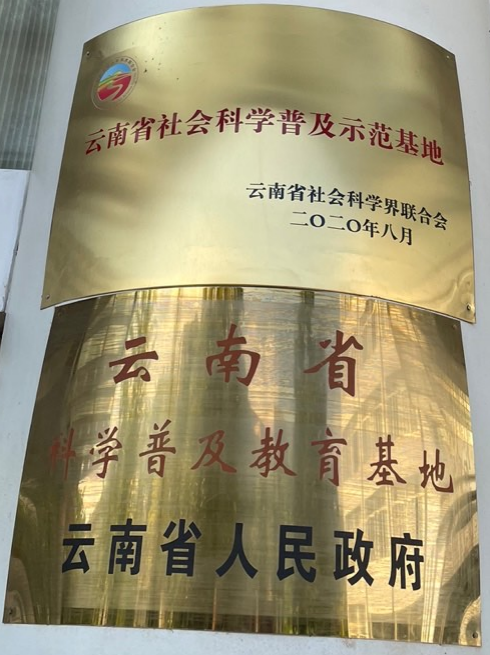 云南省社会科学普及示范基地
云南省社会科学界联合会
二〇二〇年八月
云南省
科学普及教育基地
云南省人民政府